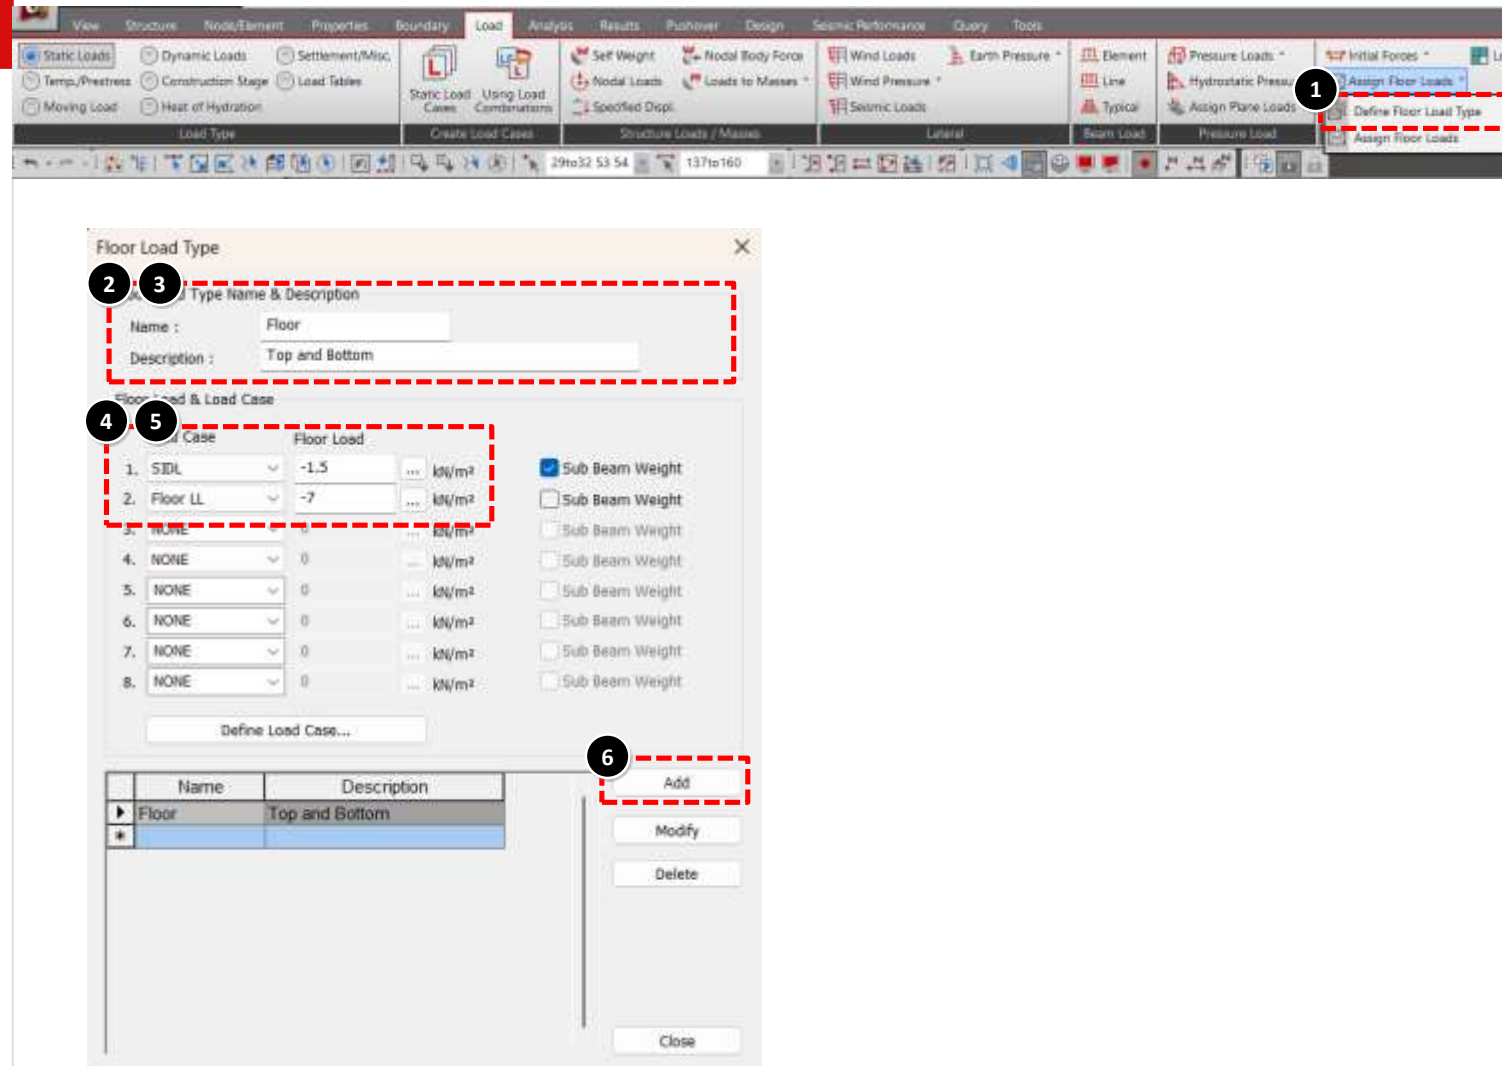 View Structure Node/Element Properties Boundary Load Analysis Results Pushover Design Seismic Performance Query Tools
Static Loads Dynamic Loads Settlement/Misc. Self Weight Nodal Body Force Wind Loads Earth Pressure Element Pressure Loads Initial Forces
Temp./Prestress Construction Stage Load Tables Static Load Cases Using Load Combinations Nodal Loads Loads to Masses Wind Pressure Line Hydrostatic Assign Floor Loads
1
Moving Load Heat of Hydration Specified Displ. Seismic Loads Typical Assign Plane Loads Define Floor Load Type
Load Type Create Load Cases Structure Loads / Masses Lateral Beam Load Pressure Load Assign Floor Loads
29to32 53 54 137to160
Floor Load Type
2 3
Type Name & Description
Name : Floor
Description : Top and Bottom
Floor Load & Load Case
4 5
Case Floor Load
1. SIDL -1.5 ... kN/m² Sub Beam Weight
2. Floor LL -7 ... kN/m² Sub Beam Weight
3. NONE 0 ... kN/m² Sub Beam Weight
4. NONE 0 ... kN/m² Sub Beam Weight
5. NONE 0 ... kN/m² Sub Beam Weight
6. NONE 0 ... kN/m² Sub Beam Weight
7. NONE 0 ... kN/m² Sub Beam Weight
8. NONE 0 ... kN/m² Sub Beam Weight
Define Load Case...
6
Name Description Add
Floor Top and Bottom
*
Modify
Delete
Close